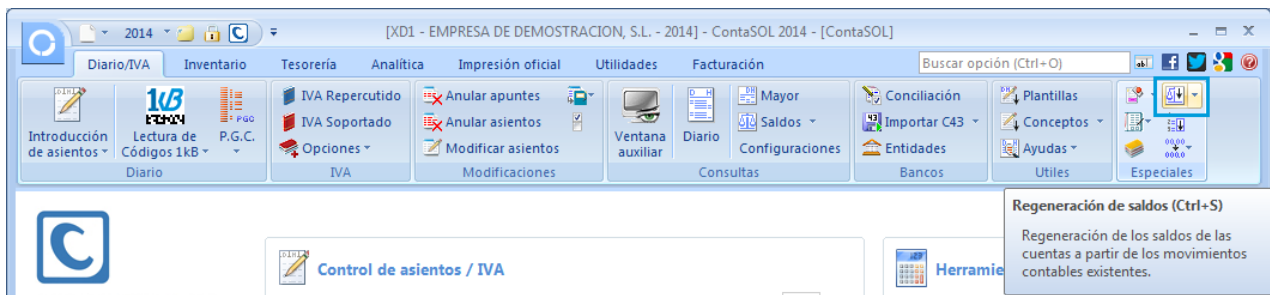 2014
[XD1 - EMPRESA DE DEMOSTRACION, S.L. - 2014] - ContaSOL 2014 - [ContaSOL]
Diario/IVA Inventario Tesorería Analítica Impresión oficial Utilidades Facturación Buscar opción (Ctrl+O)
Introducción de asientos
Lectura de Códigos 1kB
P.G.C.
Diario
IVA Repercutido
IVA Soportado
Opciones
IVA
Anular apuntes
Anular asientos
Modificar asientos
Modificaciones
Ventana auxiliar
Diario
Mayor
Saldos
Configuraciones
Consultas
Conciliación
Importar C43
Entidades
Bancos
Plantillas
Conceptos
Ayudas
Utiles
Especiales
Regeneración de saldos (Ctrl+S)
Regeneración de los saldos de las
cuentas a partir de los movimientos
contables existentes.
C
Control de asientos / IVA
Herramie